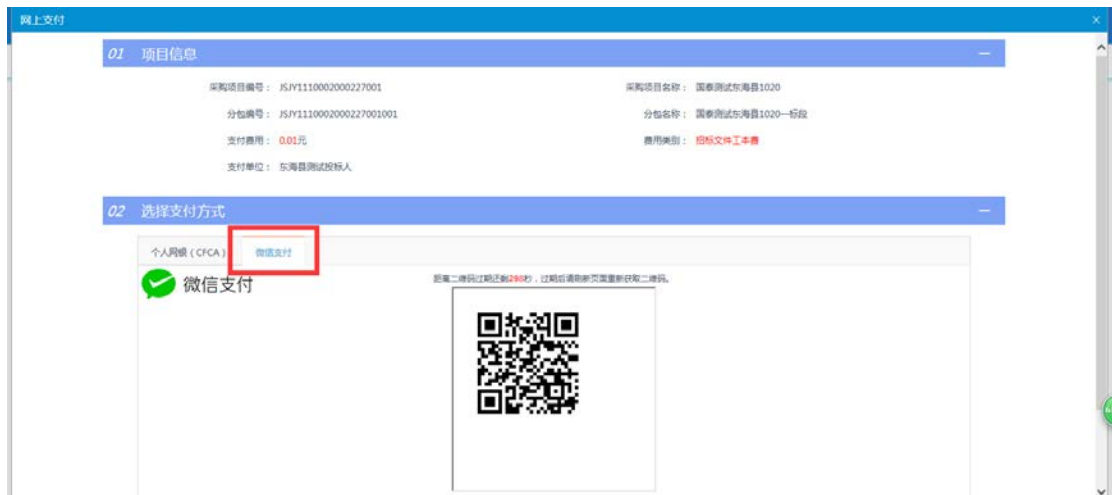 网上支付
01 项目信息
采购项目编号： JSJY1110002000227001 采购项目名称： 国泰测试东海县1020
分包编号： JSJY1110002000227001001 分包名称： 国泰测试东海县1020一标段
支付费用： 0.01元 费用类别： 招标文件工本费
支付单位： 东海县测试投标人
02 选择支付方式
个人网银（CFCA） 微信支付
微信支付 距离二维码过期还剩298秒，过期后请刷新页面重新获取二维码。